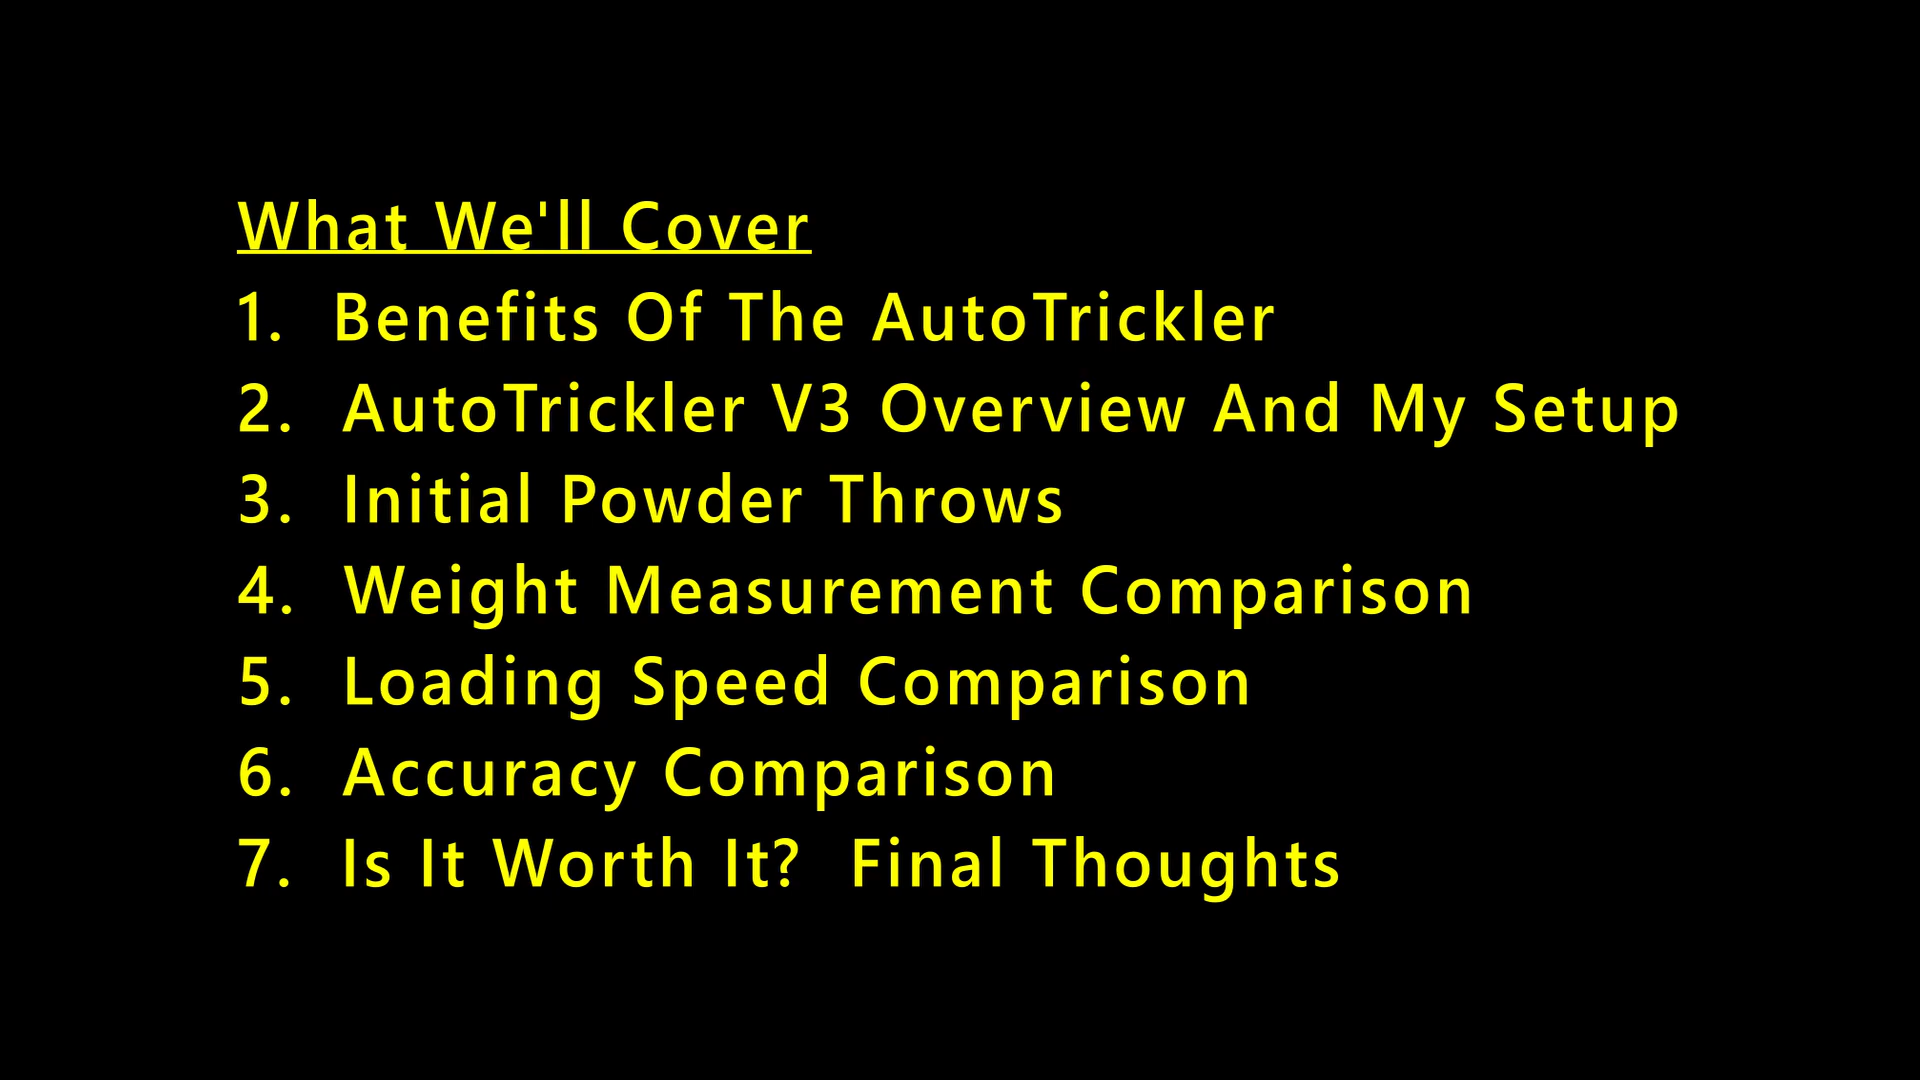 What We'll Cover
1. Benefits Of The AutoTrickler
2. AutoTrickler V3 Overview And My Setup
3. Initial Powder Throws
4. Weight Measurement Comparison
5. Loading Speed Comparison
6. Accuracy Comparison
7. Is It Worth It?  Final Thoughts